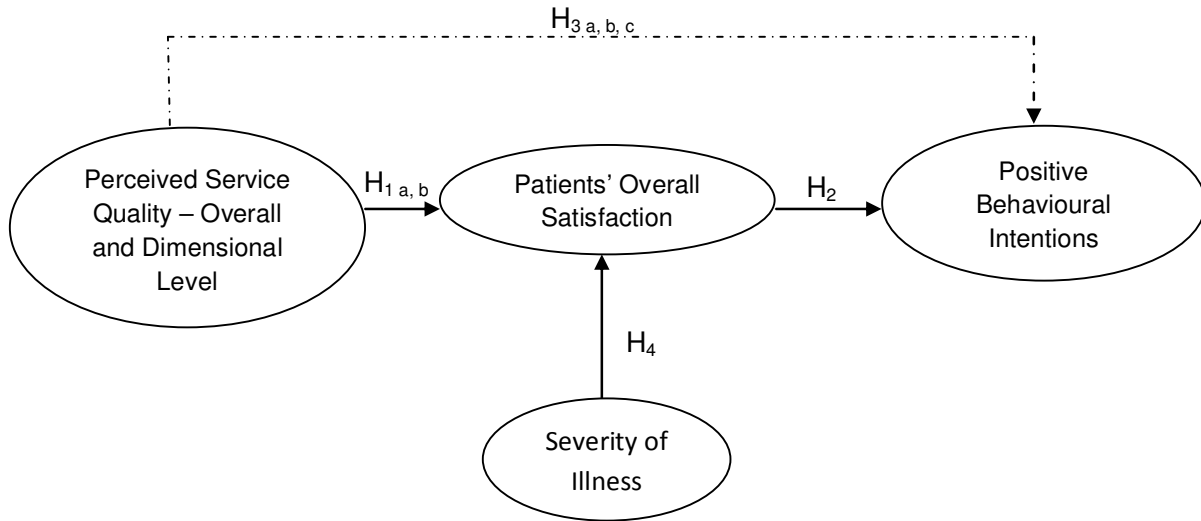 H3 a, b, c
Perceived Service
Quality – Overall
and Dimensional
Level
H1 a, b
Patients’ Overall
Satisfaction
H2
Positive
Behavioural
Intentions
H4
Severity of
Illness